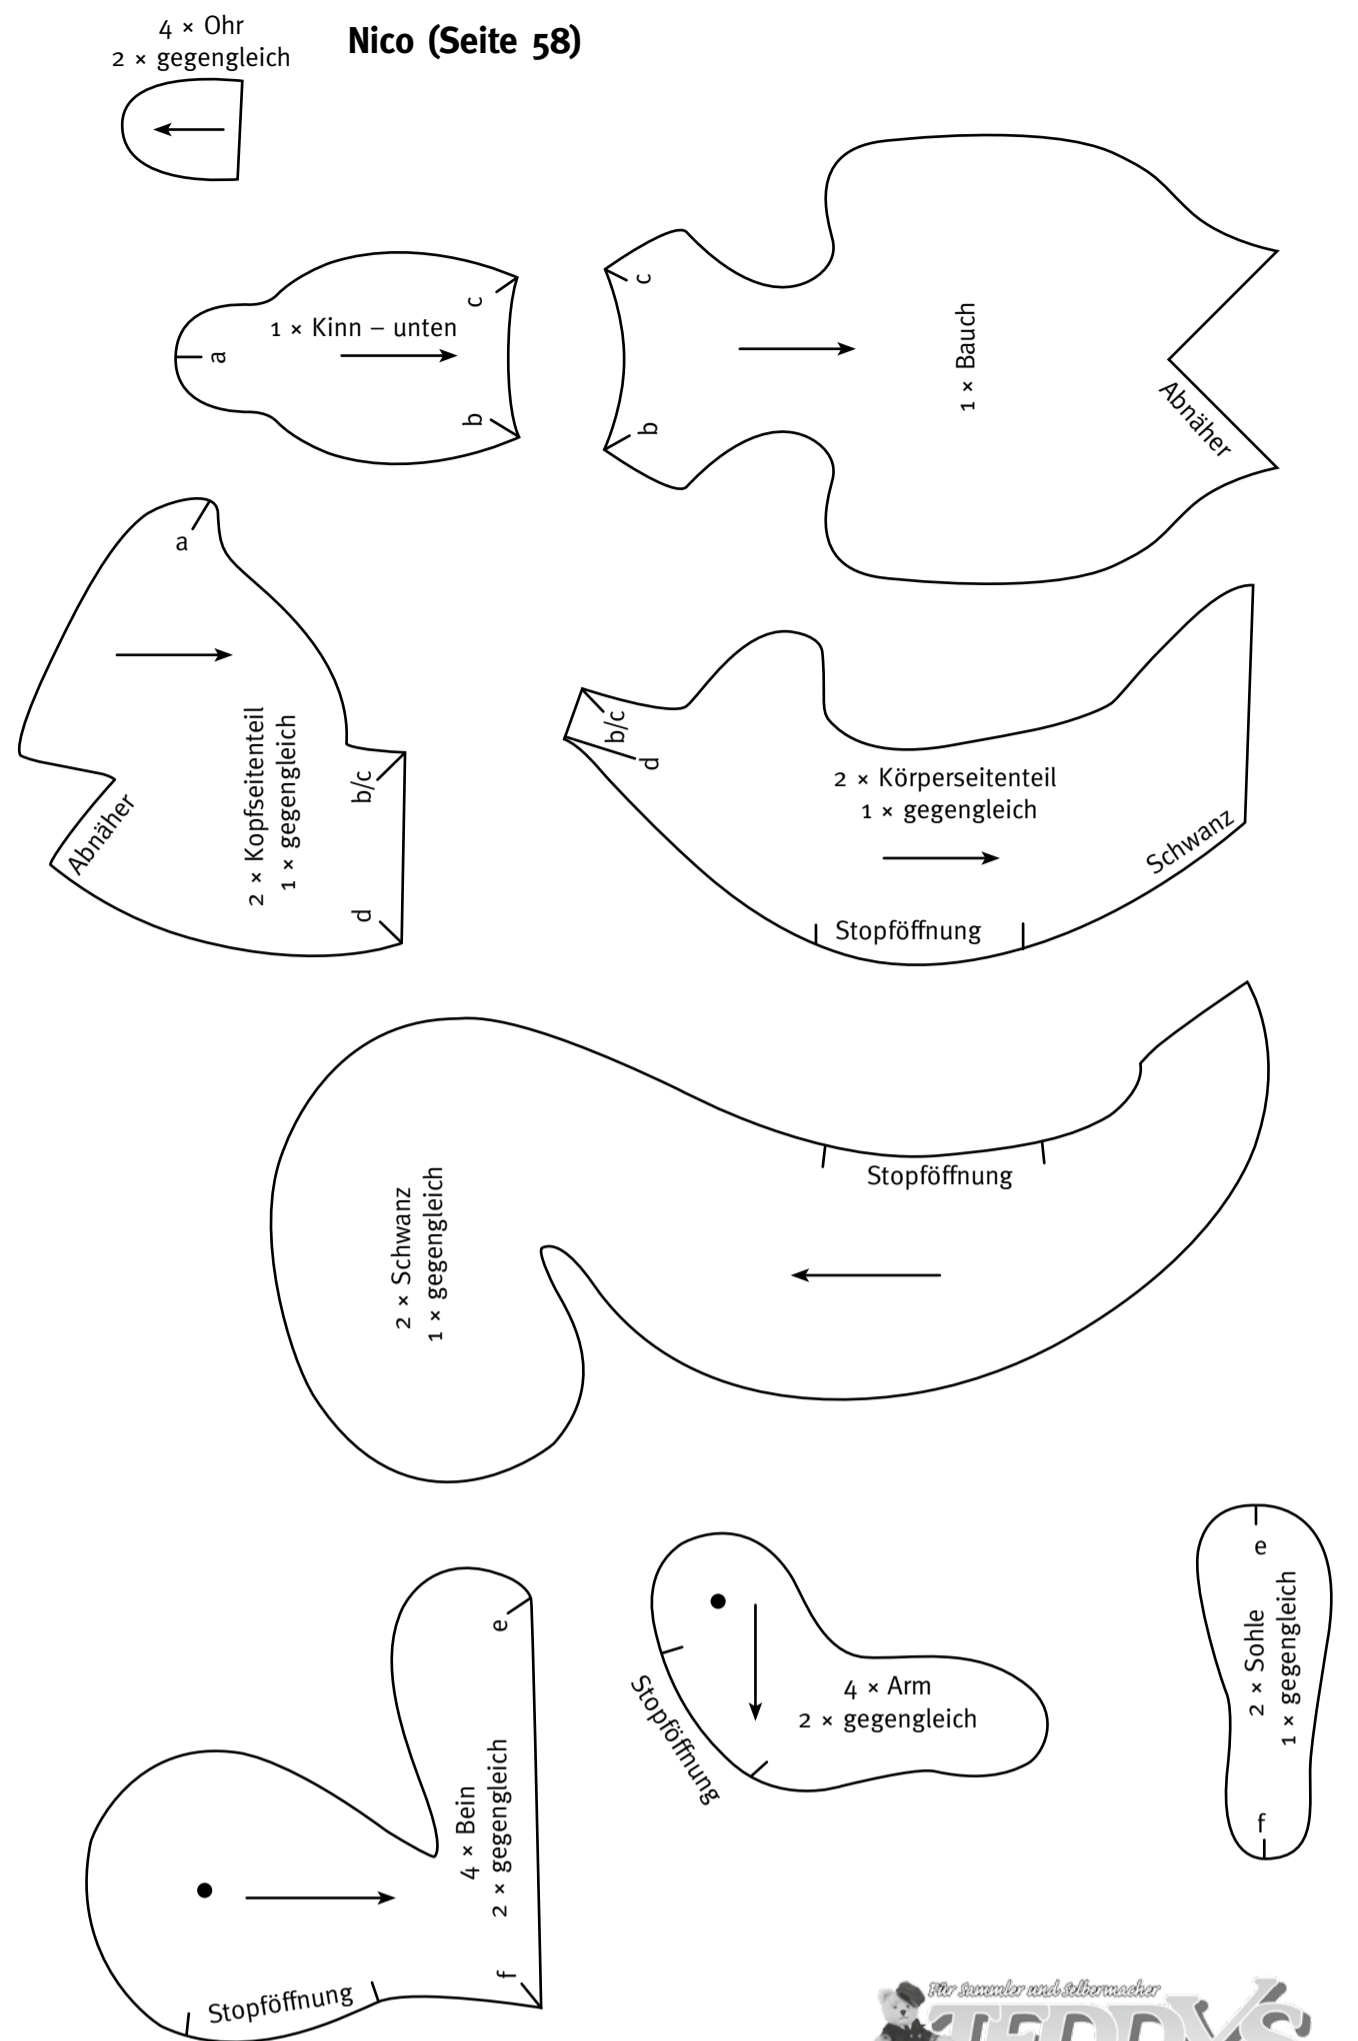 4 × Ohr
2 × gegengleich
Nico (Seite 58)
1 × Kinn – unten
a
c
b
c
b
1 × Bauch
Abnäher
a
2 × Kopfseitenteil
1 × gegengleich
Abnäher
b/c
d
b/c
d
2 × Körperseitenteil
1 × gegengleich
Schwanz
Stopföffnung
Stopföffnung
2 × Schwanz
1 × gegengleich
e
4 × Bein
2 × gegengleich
f
Stopföffnung
4 × Arm
2 × gegengleich
Stopföffnung
e
2 × Sohle
1 × gegengleich
f
Für Sammler und Selbermacher
TEDDYS